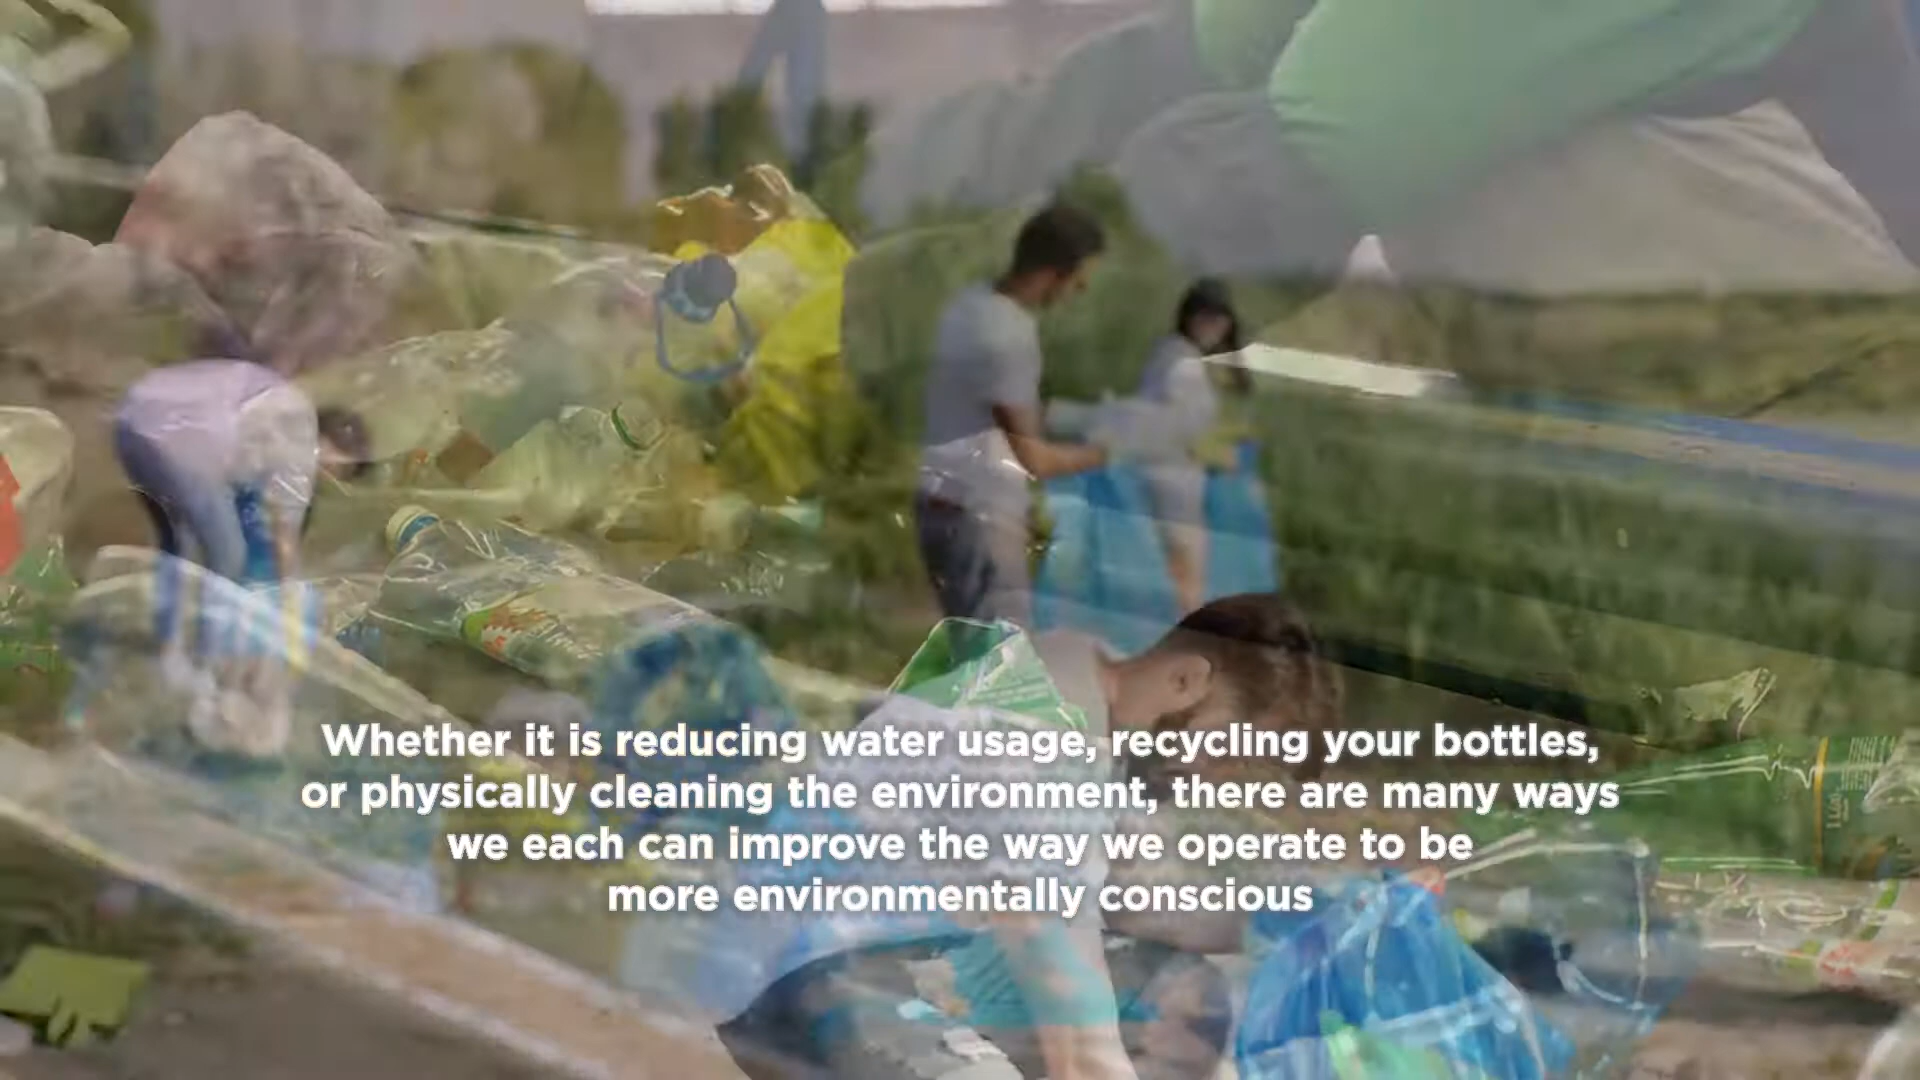 Whether it is reducing water usage, recycling your bottles,
or physically cleaning the environment, there are many ways
we each can improve the way we operate to be
more environmentally conscious